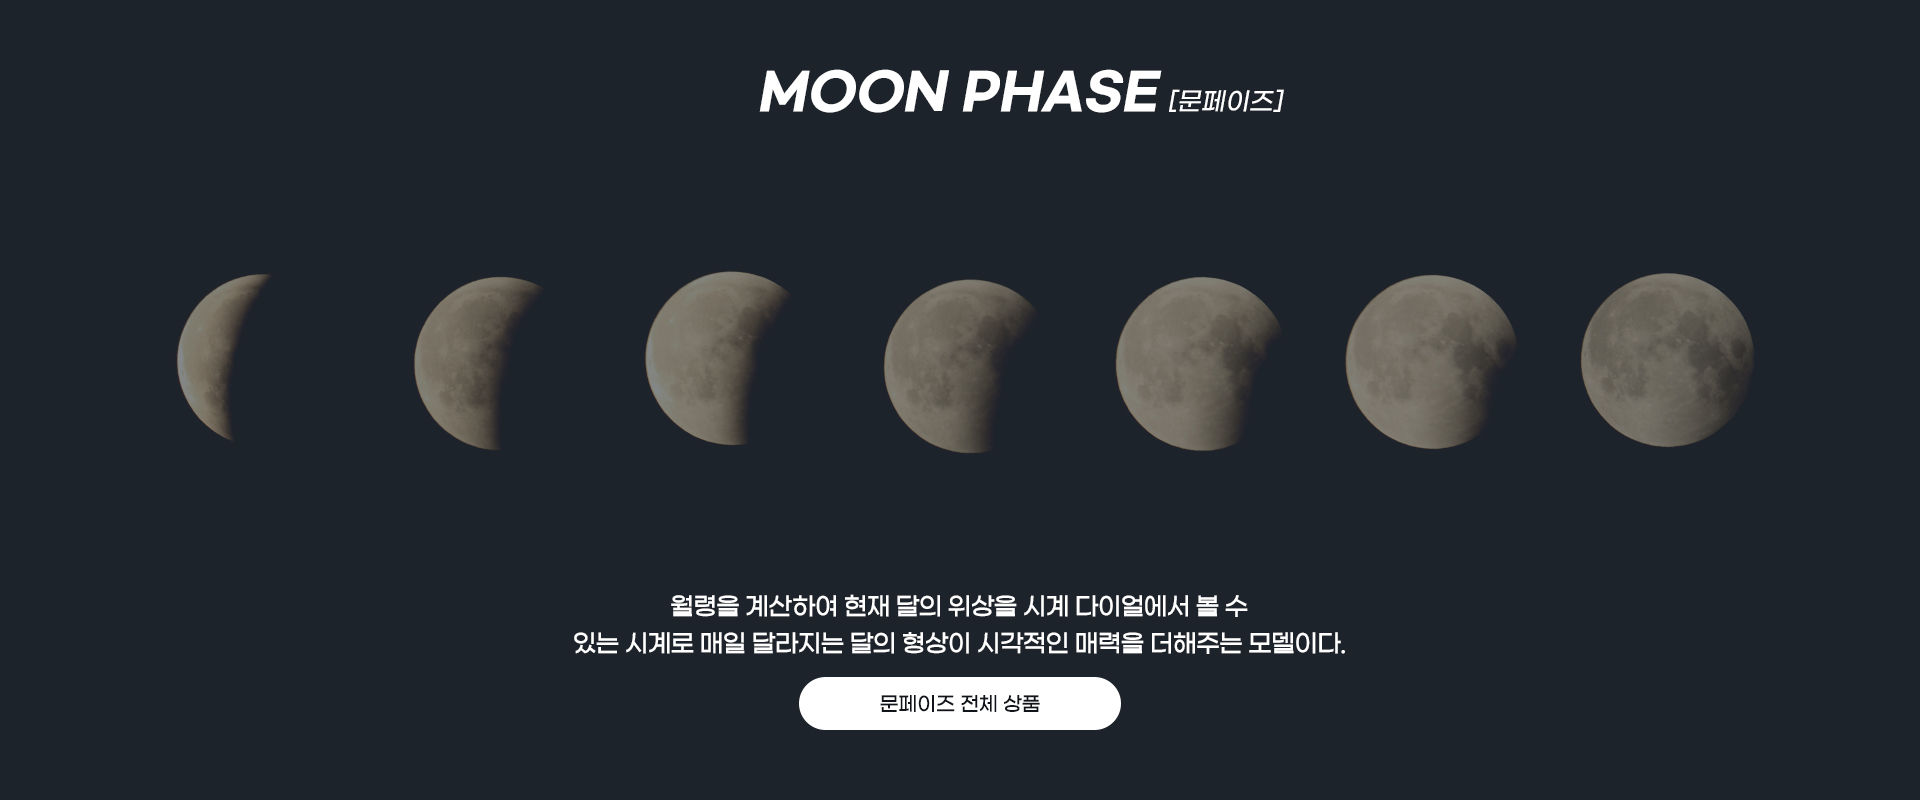 MOON PHASE [문페이즈]
월령을 계산하여 현재 달의 위상을 시계 다이얼에서 볼 수
있는 시계로 매일 달라지는 달의 형상이 시각적인 매력을 더해주는 모델이다.
문페이즈 전체 상품